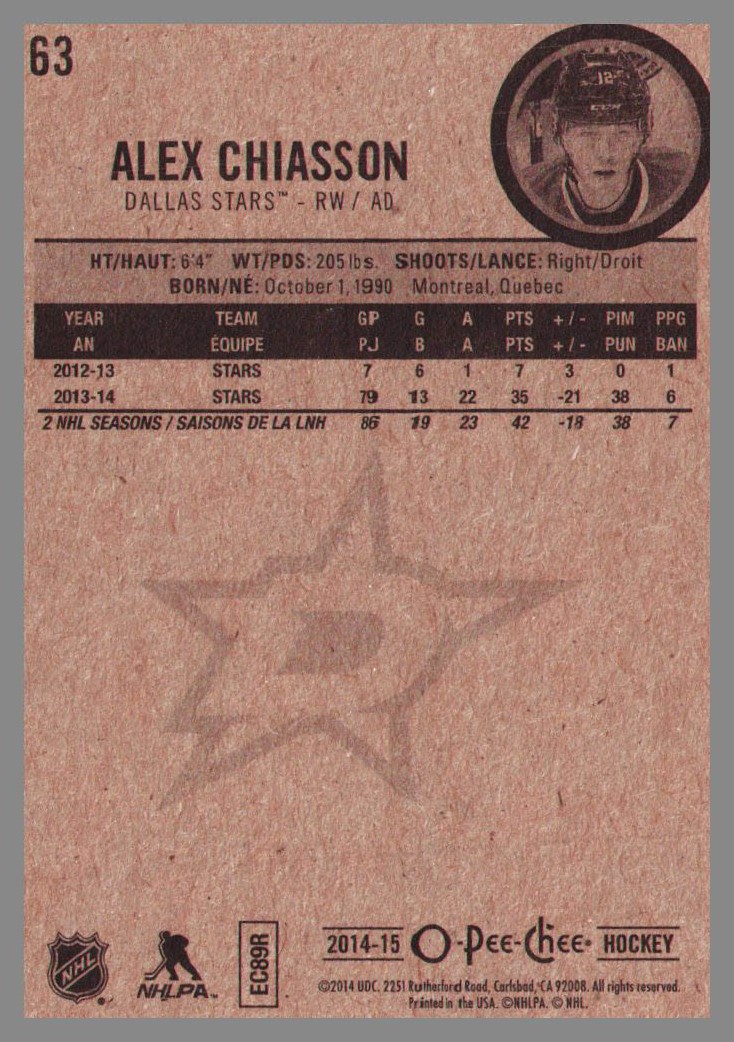 63
12
CCM
ALEX CHIASSON
DALLAS STARS™ - RW / AD
HT/HAUT: 6'4" WT/PDS: 205 lbs. SHOOTS/LANCE: Right/Droit
BORN/NÉ: October 1, 1990 Montreal, Quebec
YEAR TEAM GP G A PTS + / - PIM PPG
AN ÉQUIPE PJ B A PTS + / - PUN BAN
2012-13 STARS 7 6 1 7 3 0 1
2013-14 STARS 79 13 22 35 -21 38 6
2 NHL SEASONS / SAISONS DE LA LNH 86 19 23 42 -18 38 7
D
NHL
NHLPA™
EC89R
2014-15 O-Pee-Chee® HOCKEY
©2014 UDC. 2251 Rutherford Road, Carlsbad, CA 92008. All rights reserved.
Printed in the USA. ©NHLPA. © NHL.